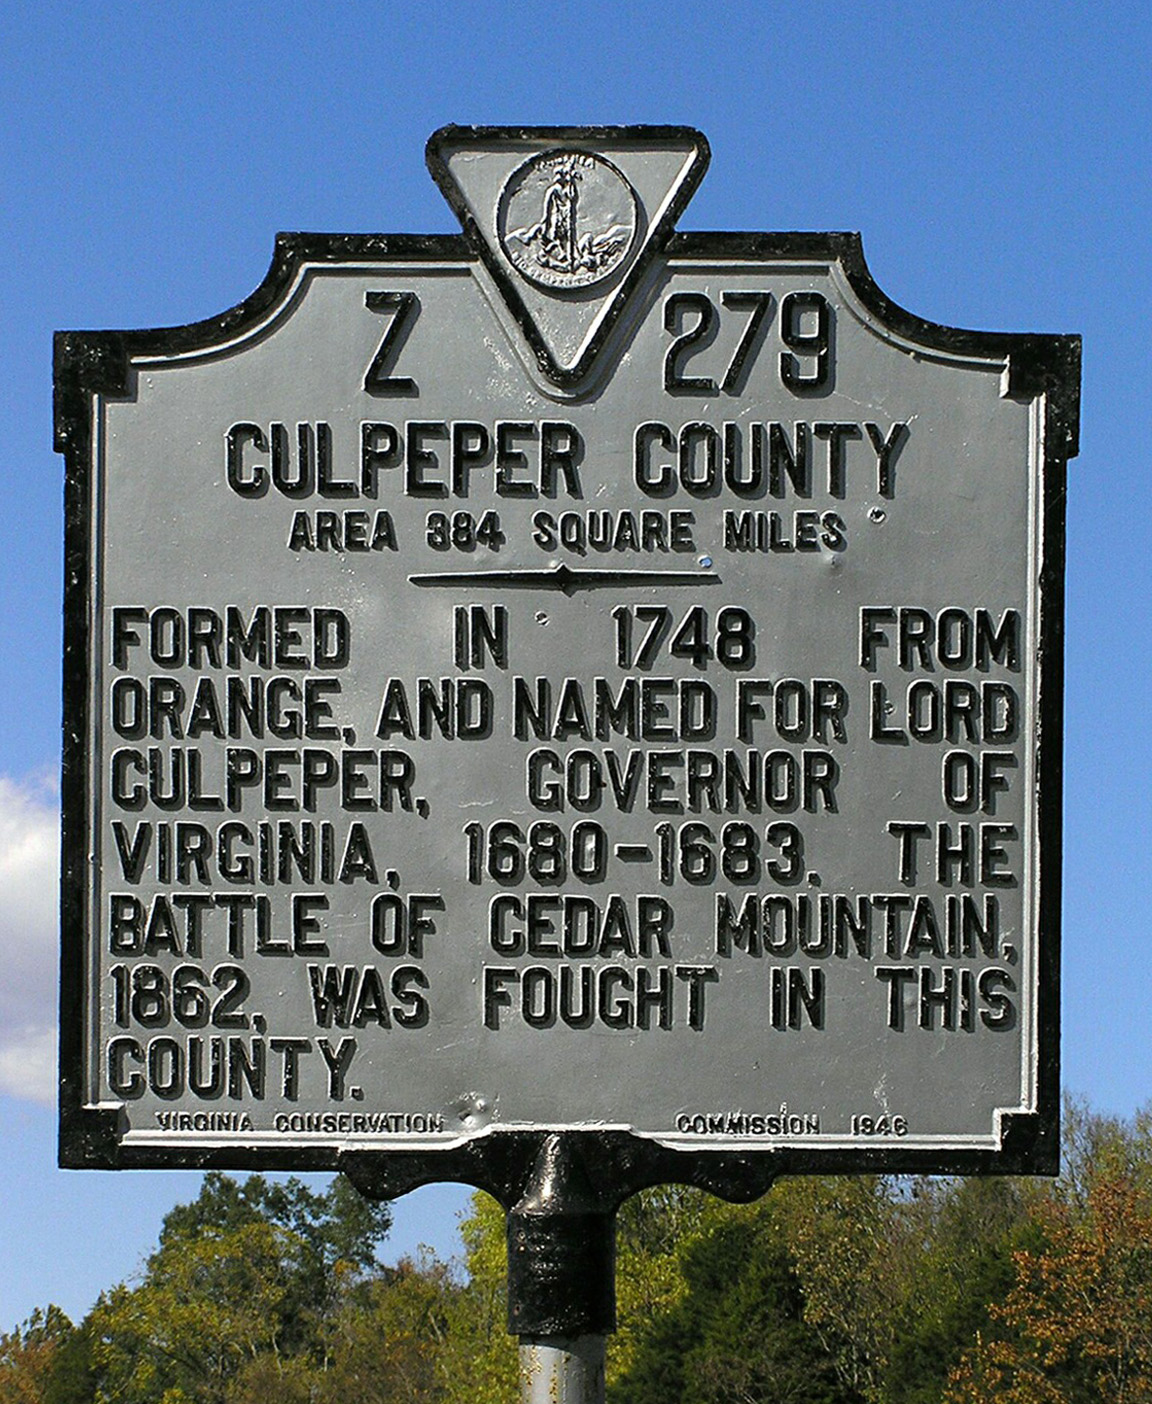 Z 279
CULPEPER COUNTY
AREA 384 SQUARE MILES
FORMED IN 1748 FROM
ORANGE, AND NAMED FOR LORD
CULPEPER, GOVERNOR OF
VIRGINIA, 1680-1683. THE
BATTLE OF CEDAR MOUNTAIN,
1862, WAS FOUGHT IN THIS
COUNTY.
VIRGINIA CONSERVATION COMMISSION 1946